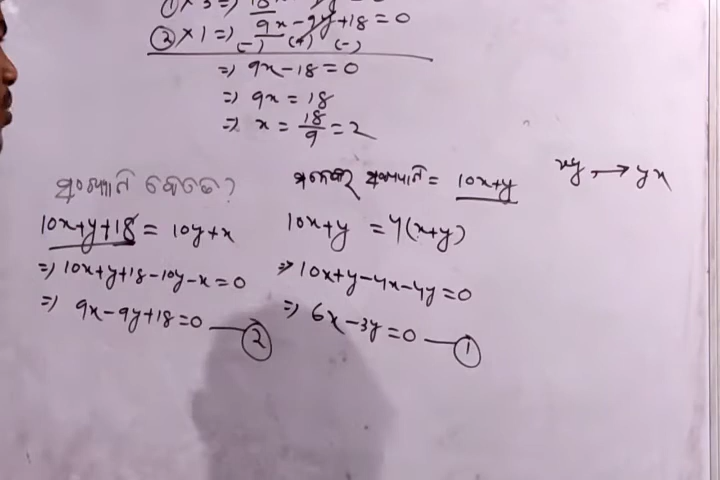 ② × 1 ⇒ 9x - 9y + 18 = 0
(-) (+) (-)
⇒ 9x - 18 = 0
⇒ 9x = 18
⇒ x = 18/9 = 2
ସଂଖ୍ୟାଟି କେତେ?
ସଂଖ୍ୟାଟି = 10x+y
xy → yx
10x+y+18 = 10y+x
⇒ 10x+y+18-10y-x=0
⇒ 9x-9y+18=0 — ②
10x+y = 4(x+y)
⇒ 10x+y-4x-4y=0
⇒ 6x-3y=0 — ①